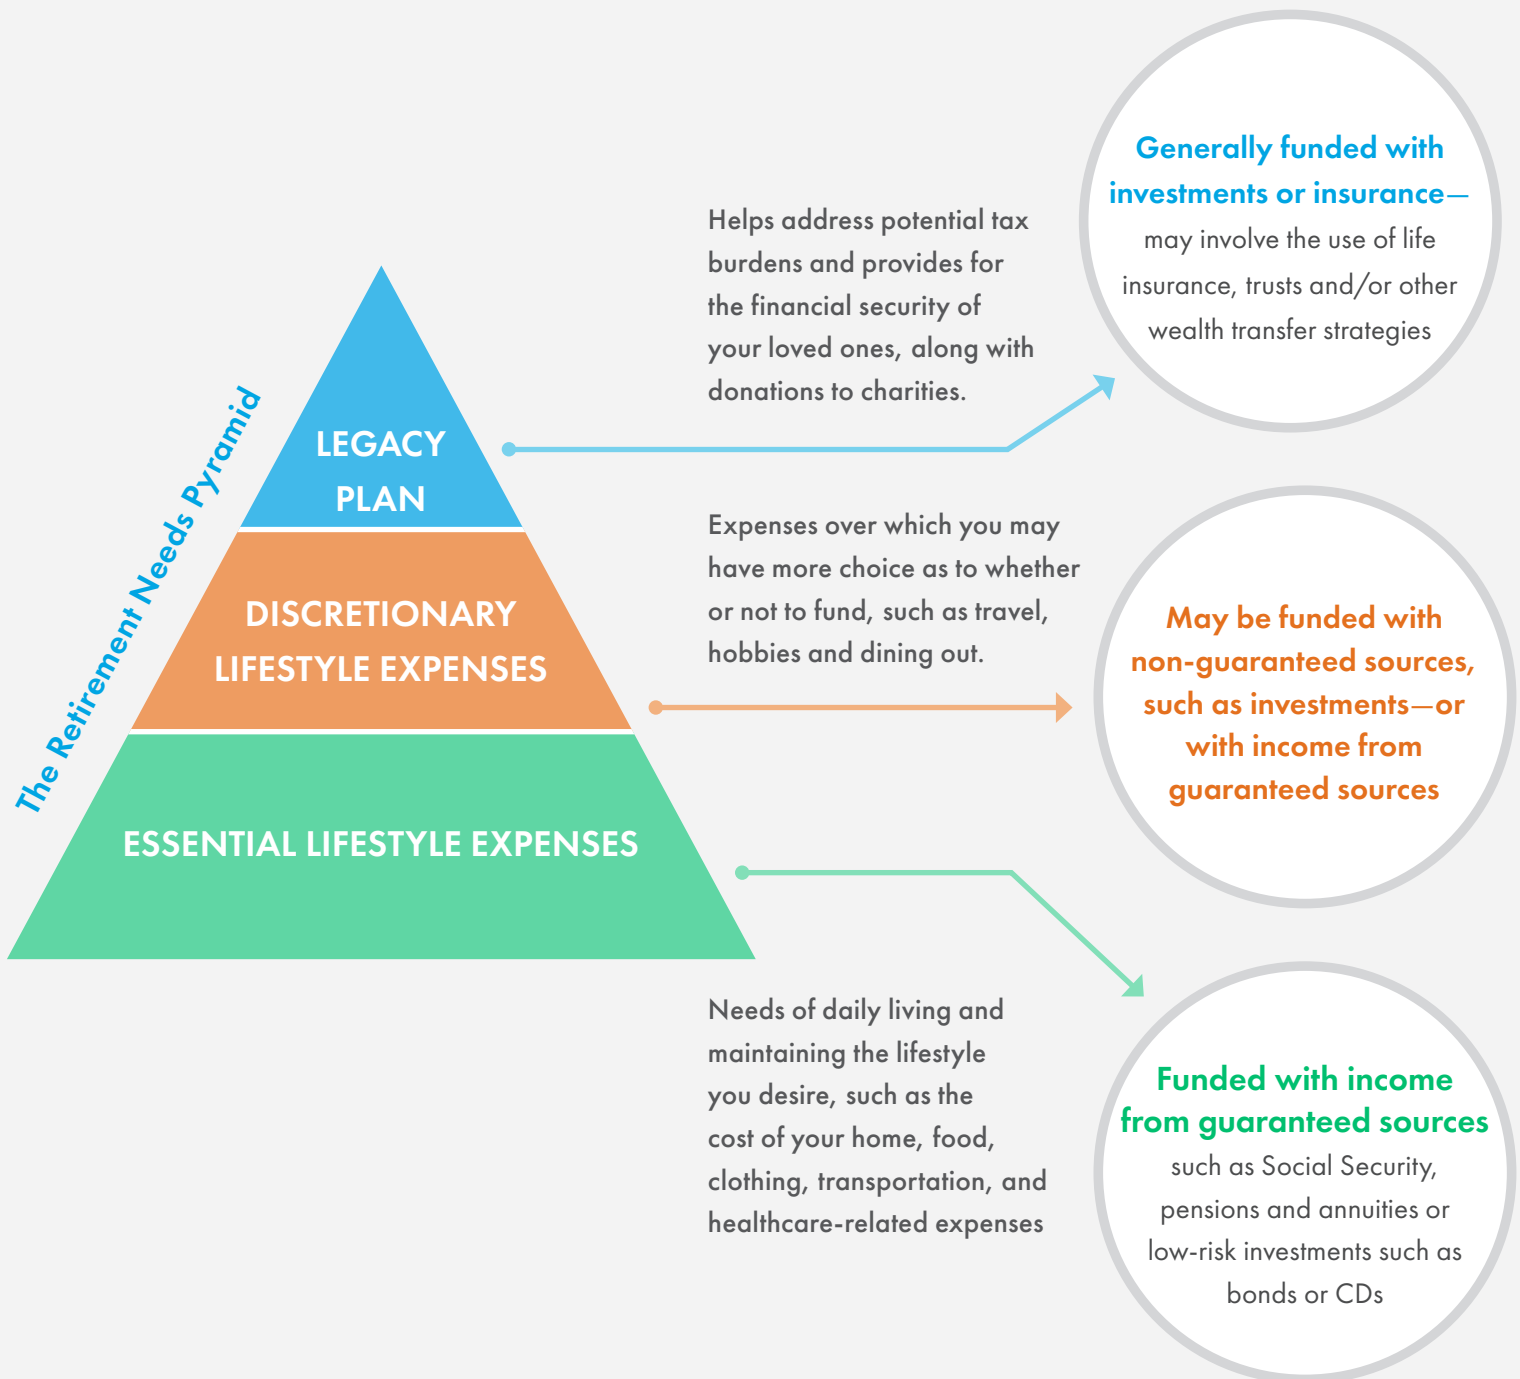 The Retirement Needs Pyramid
LEGACY
PLAN
Helps address potential tax
burdens and provides for
the financial security of
your loved ones, along with
donations to charities.
Generally funded with
investments or insurance—
may involve the use of life
insurance, trusts and/or other
wealth transfer strategies
DISCRETIONARY
LIFESTYLE EXPENSES
Expenses over which you may
have more choice as to whether
or not to fund, such as travel,
hobbies and dining out.
May be funded with
non-guaranteed sources,
such as investments—or
with income from
guaranteed sources
ESSENTIAL LIFESTYLE EXPENSES
Needs of daily living and
maintaining the lifestyle
you desire, such as the
cost of your home, food,
clothing, transportation, and
healthcare-related expenses
Funded with income
from guaranteed sources
such as Social Security,
pensions and annuities or
low-risk investments such as
bonds or CDs